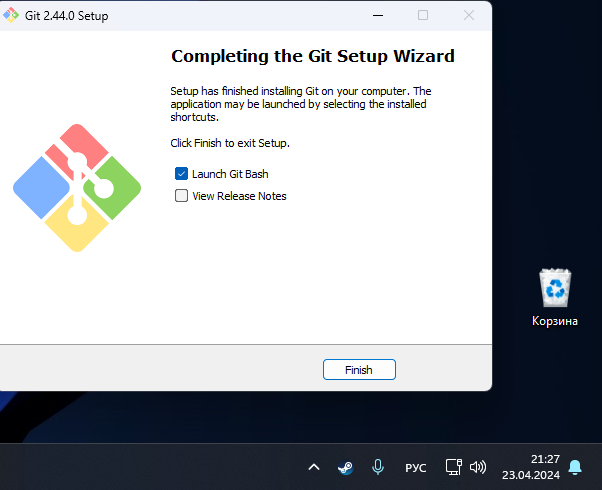 Git 2.44.0 Setup
Completing the Git Setup Wizard
Setup has finished installing Git on your computer. The
application may be launched by selecting the installed
shortcuts.
Click Finish to exit Setup.
Launch Git Bash
View Release Notes
Корзина
Finish
РУС
21:27
23.04.2024